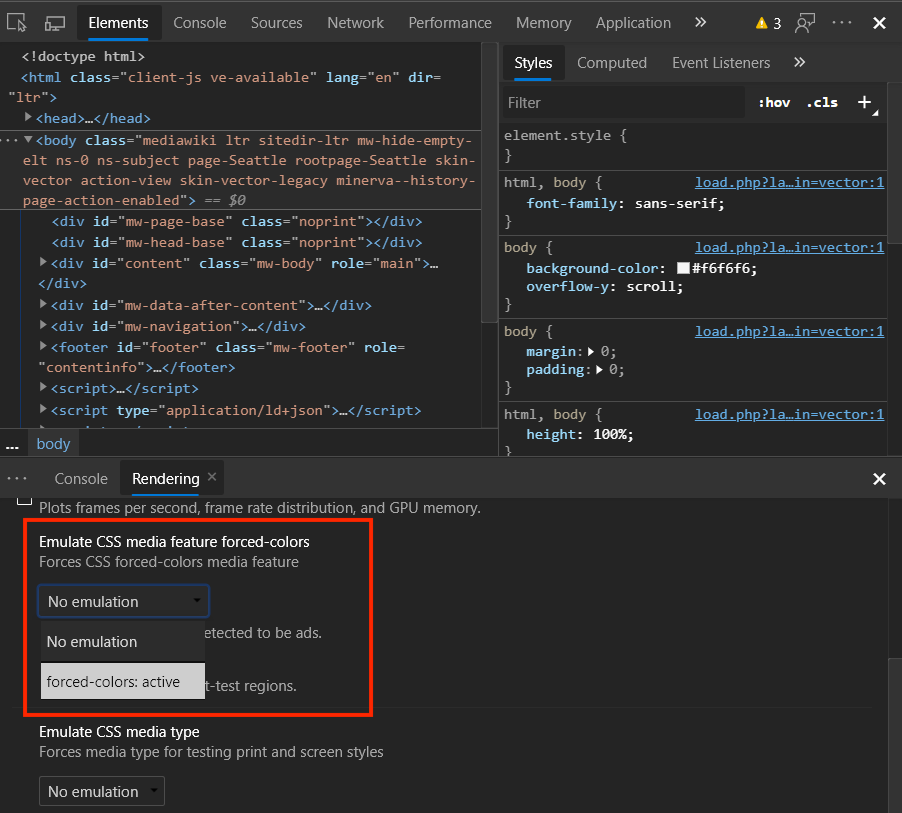 Elements Console Sources Network Performance Memory Application » 3 ··· ×
<!doctype html>
<html class="client-js ve-available" lang="en" dir=
"ltr">
<head>…</head>
··· <body class="mediawiki ltr sitedir-ltr mw-hide-empty-
elt ns-0 ns-subject page-Seattle rootpage-Seattle skin-
vector action-view skin-vector-legacy minerva--history-
page-action-enabled"> == $0
<div id="mw-page-base" class="noprint"></div>
<div id="mw-head-base" class="noprint"></div>
<div id="content" class="mw-body" role="main">…
</div>
<div id="mw-data-after-content">…</div>
<div id="mw-navigation">…</div>
<footer id="footer" class="mw-footer" role=
"contentinfo">…</footer>
<script>…</script>
<script type="application/ld+json">…</script>
... body
Styles Computed Event Listeners »
Filter :hov .cls +
element.style {
}
html, body { load.php?la…in=vector:1
font-family: sans-serif;
}
body { load.php?la…in=vector:1
background-color: #f6f6f6;
overflow-y: scroll;
}
body { load.php?la…in=vector:1
margin: 0;
padding: 0;
}
html, body { load.php?la…in=vector:1
height: 100%;
}
··· Console Rendering × ×
Plots frames per second, frame rate distribution, and GPU memory.
Emulate CSS media feature forced-colors
Forces CSS forced-colors media feature
No emulation
etected to be ads.
No emulation
forced-colors: active
t-test regions.
Emulate CSS media type
Forces media type for testing print and screen styles
No emulation